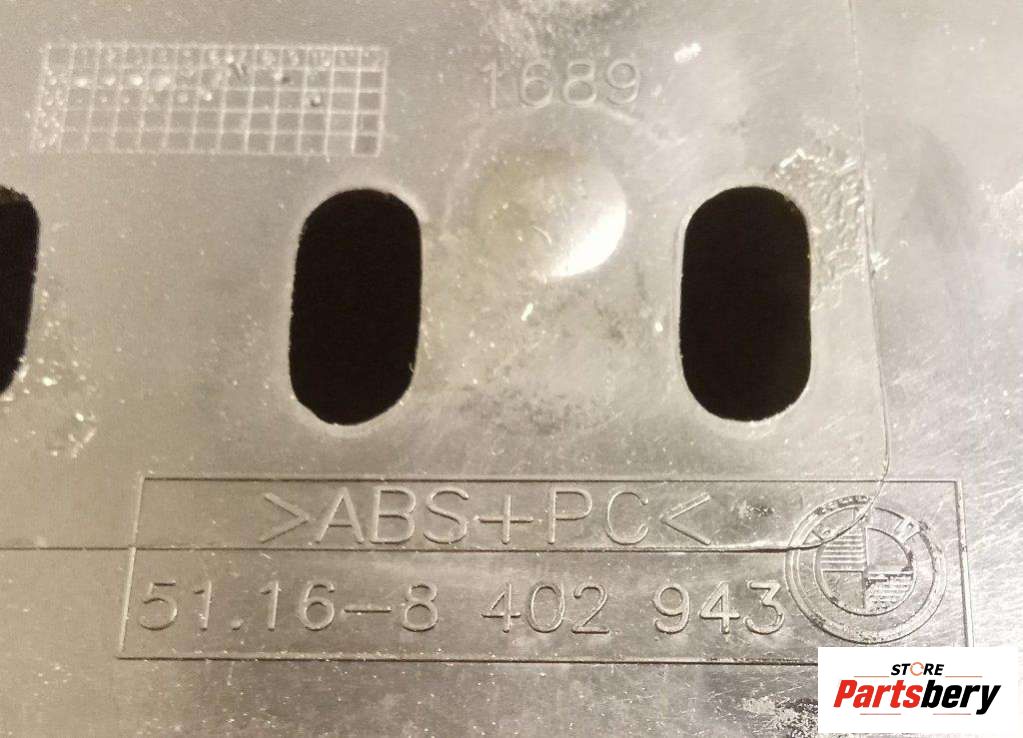 1689
>ABS+PC<
51.16-8 402 943
STORE
Partsbery